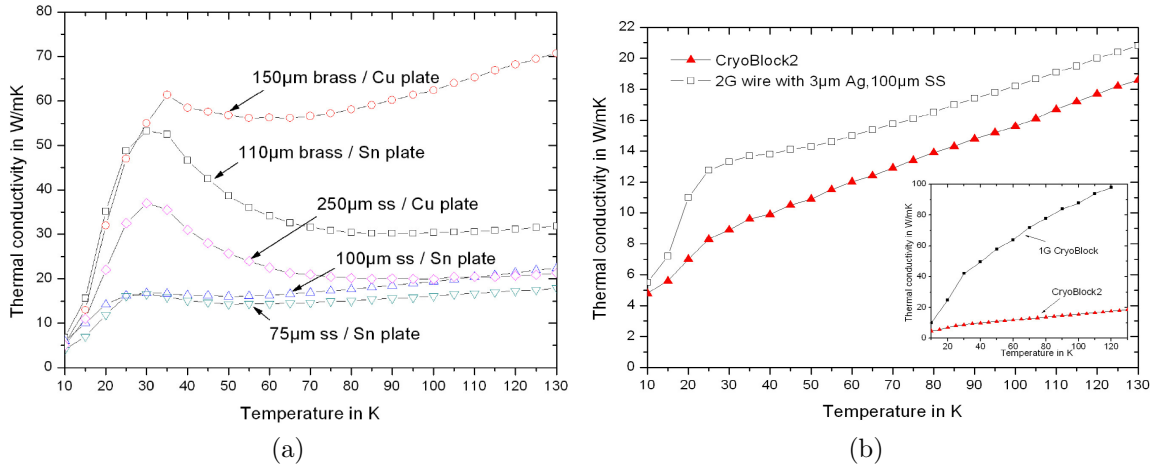 80
70
60
50
40
30
20
10
0
Thermal conductivity in W/mK
150µm brass / Cu plate
110µm brass / Sn plate
250µm ss / Cu plate
100µm ss / Sn plate
75µm ss / Sn plate
10 20 30 40 50 60 70 80 90 100 110 120 130
Temperature in K
(a)
22
20
18
16
14
12
10
8
6
4
2
0
Thermal conductivity in W/mK
CryoBlock2
2G wire with 3µm Ag,100µm SS
100
80
60
40
20
0
Thermal conductivity in W/mK
1G CryoBlock
CryoBlock2
20 40 60 80 100 120
Temperature in K
10 20 30 40 50 60 70 80 90 100 110 120 130
Temperature in K
(b)